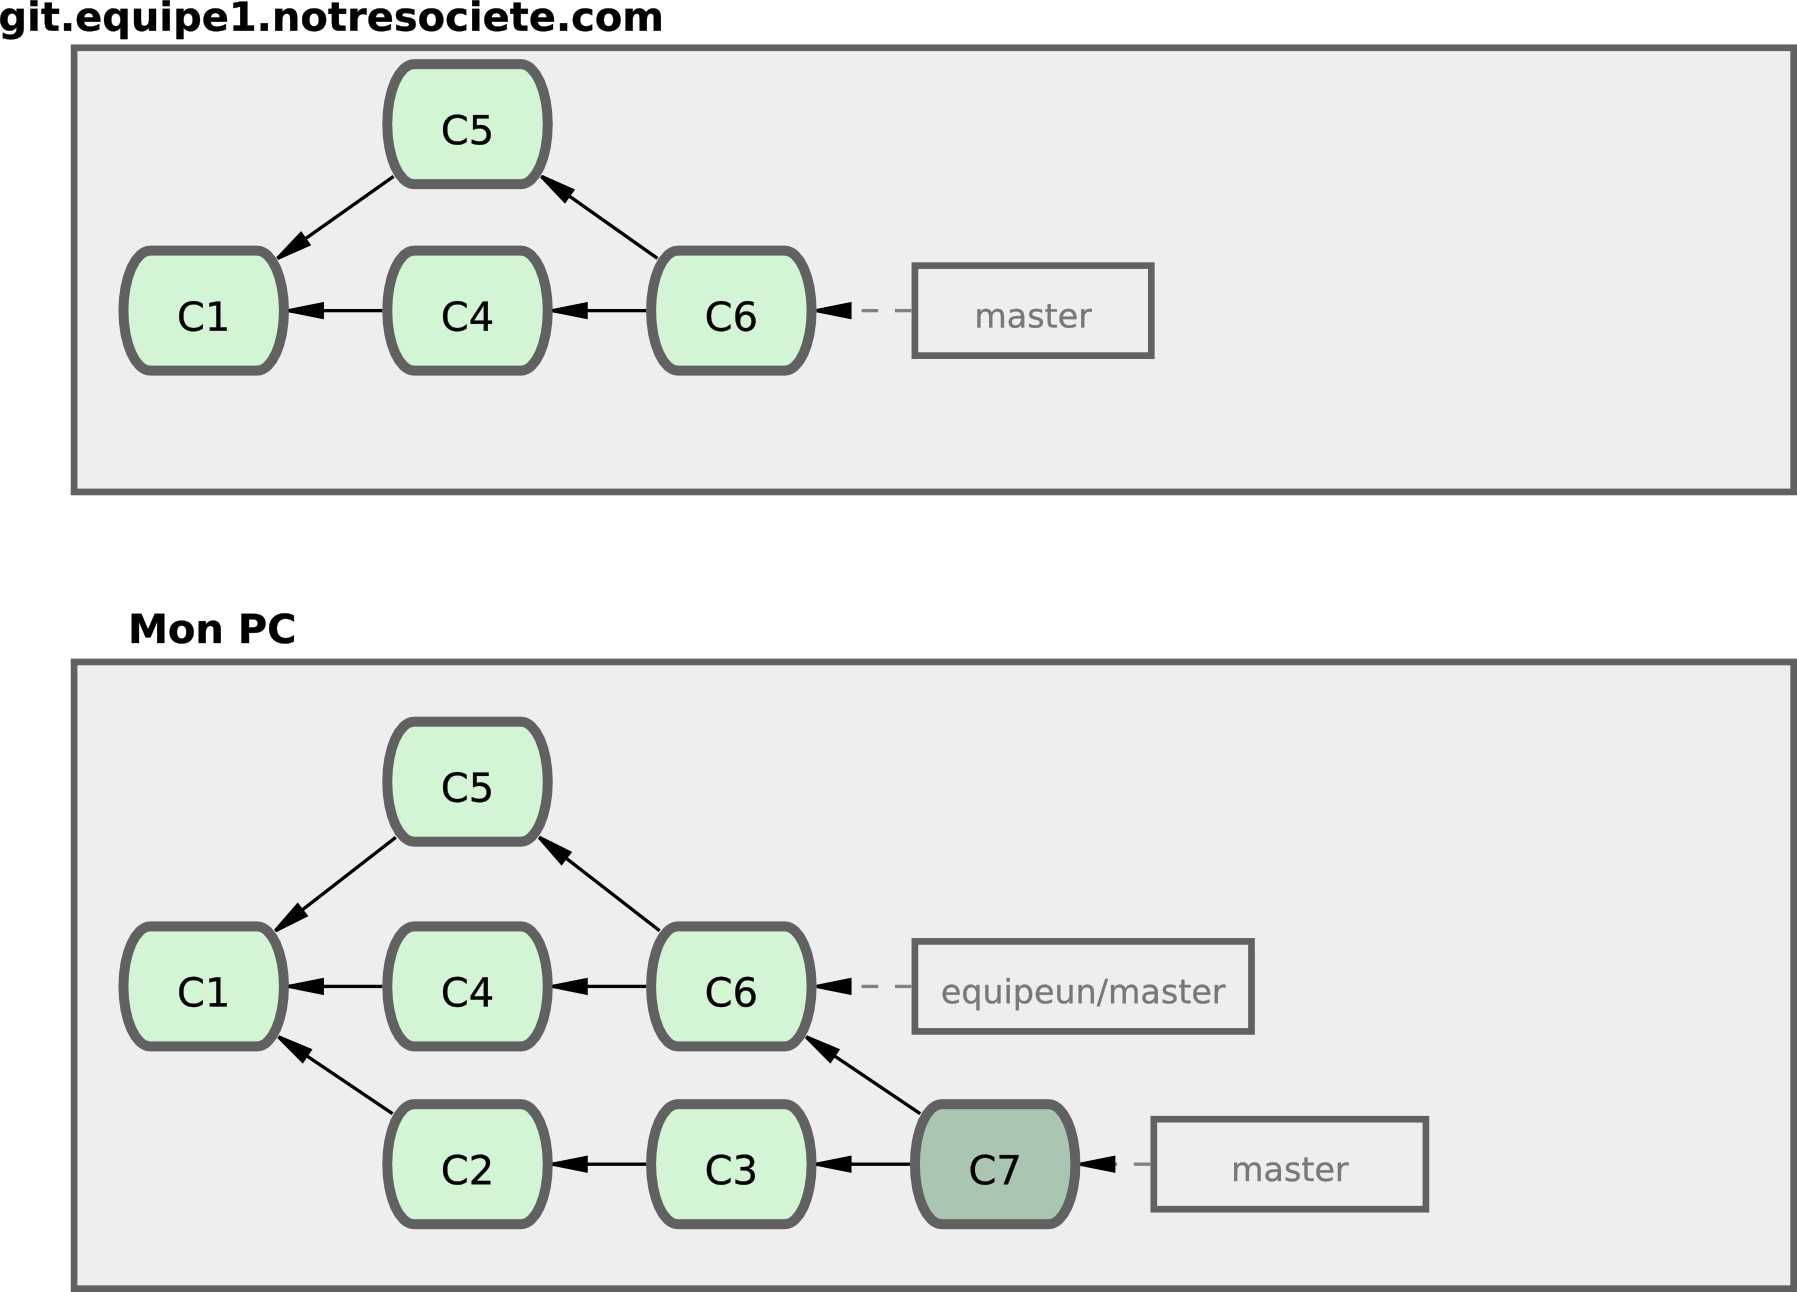 git.equipe1.notresociete.com
C5
C1 C4 C6 master
Mon PC
C5
C1 C4 C6 equipeun/master
C2 C3 C7 master